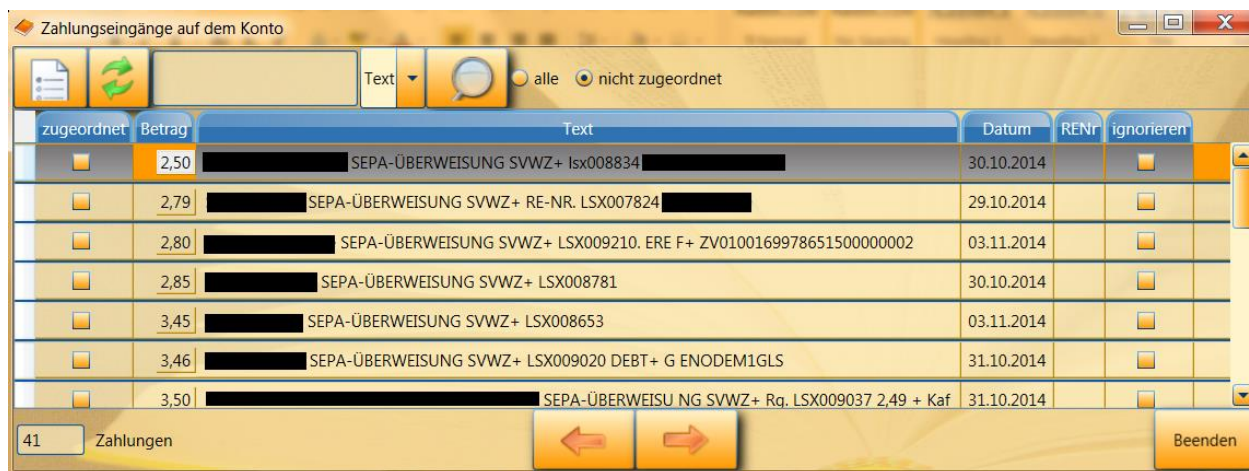 Zahlungseingänge auf dem Konto
Text alle nicht zugeordnet
zugeordnet Betrag Text Datum RENr ignorieren
2,50 SEPA-ÜBERWEISUNG SVWZ+ lsx008834 30.10.2014
2,79 SEPA-ÜBERWEISUNG SVWZ+ RE-NR. LSX007824 29.10.2014
2,80 SEPA-ÜBERWEISUNG SVWZ+ LSX009210. ERE F+ ZV01001699786515000000002 03.11.2014
2,85 SEPA-ÜBERWEISUNG SVWZ+ LSX008781 30.10.2014
3,45 SEPA-ÜBERWEISUNG SVWZ+ LSX008653 03.11.2014
3,46 SEPA-ÜBERWEISUNG SVWZ+ LSX009020 DEBT+ G ENODEM1GLS 31.10.2014
3,50 SEPA-ÜBERWEISU NG SVWZ+ Rg. LSX009037 2,49 + Kaf 31.10.2014
41 Zahlungen Beenden